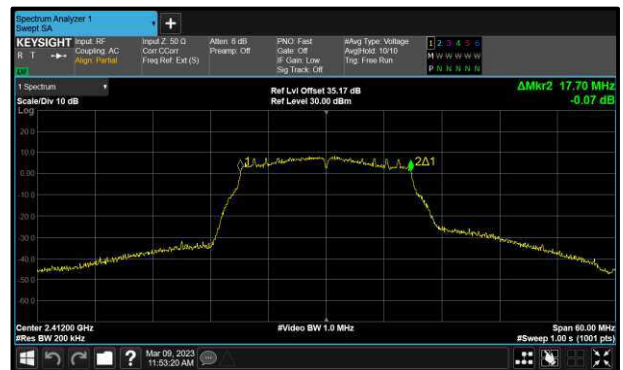 Spectrum Analyzer 1
Swept SA
KEYSIGHT
R T
Input: RF
Coupling: AC
Align: Partial
Input Z: 50 Ω
Corr CCorr
Freq Ref: Ext (S)
Atten: 6 dB
Preamp: Off
PNO: Fast
Gate: Off
IF Gain: Low
Sig Track: Off
#Avg Type: Voltage
Avg|Hold: 10/10
Trig: Free Run
1 2 3 4 5 6
M W W W W W
P N N N N N
1 Spectrum
Scale/Div 10 dB
Ref Lvl Offset 35.17 dB
Ref Level 30.00 dBm
ΔMkr2 17.70 MHz
-0.07 dB
Log
20.0
10.0
0.00
-10.0
-20.0
-30.0
-40.0
-50.0
-60.0
1
2Δ1
Center 2.41200 GHz
#Res BW 200 kHz
#Video BW 1.0 MHz
Span 60.00 MHz
#Sweep 1.00 s (1001 pts)
Mar 09, 2023
11:53:20 AM